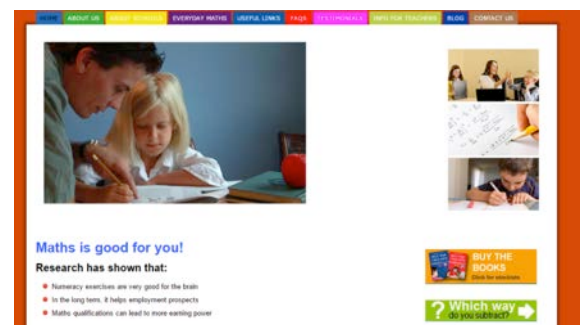 HOME ABOUT US ABOUT SCHOOLS EVERYDAY MATHS USEFUL LINKS FAQS TESTIMONIALS INFO FOR TEACHERS BLOG CONTACT US
Maths is good for you!
Research has shown that:
Numeracy exercises are very good for the brain
In the long term, it helps employment prospects
Maths qualifications can lead to more earning power
BUY THE
BOOKS
Click for
? Which way
do you subtract?